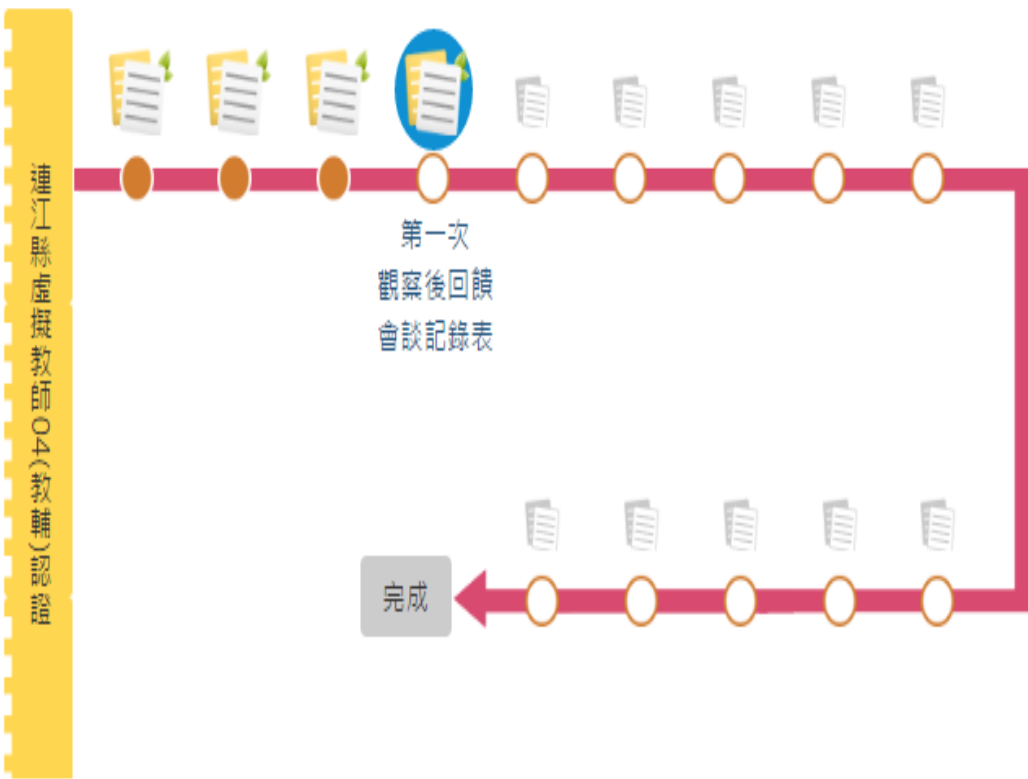 連江縣虛擬教師04(教輔)認證
第一次
觀察後回饋
會談記錄表
完成